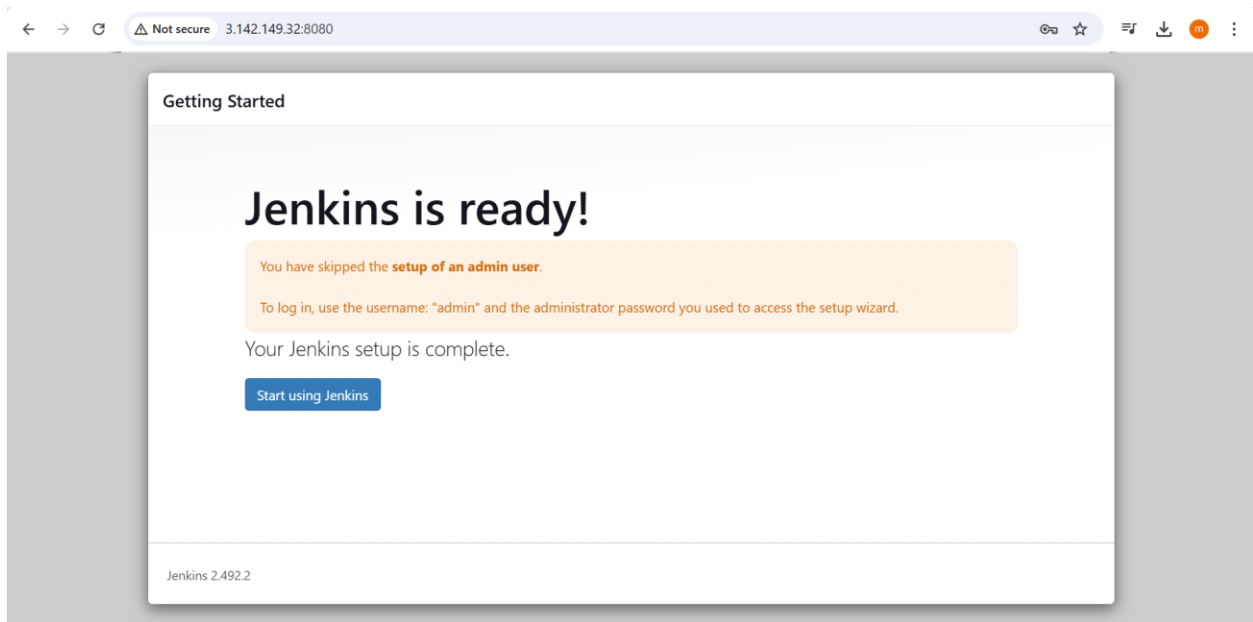 Not secure 3.142.149.32:8080
m
Getting Started
Jenkins is ready!
You have skipped the setup of an admin user.
To log in, use the username: "admin" and the administrator password you used to access the setup wizard.
Your Jenkins setup is complete.
Start using Jenkins
Jenkins 2.492.2